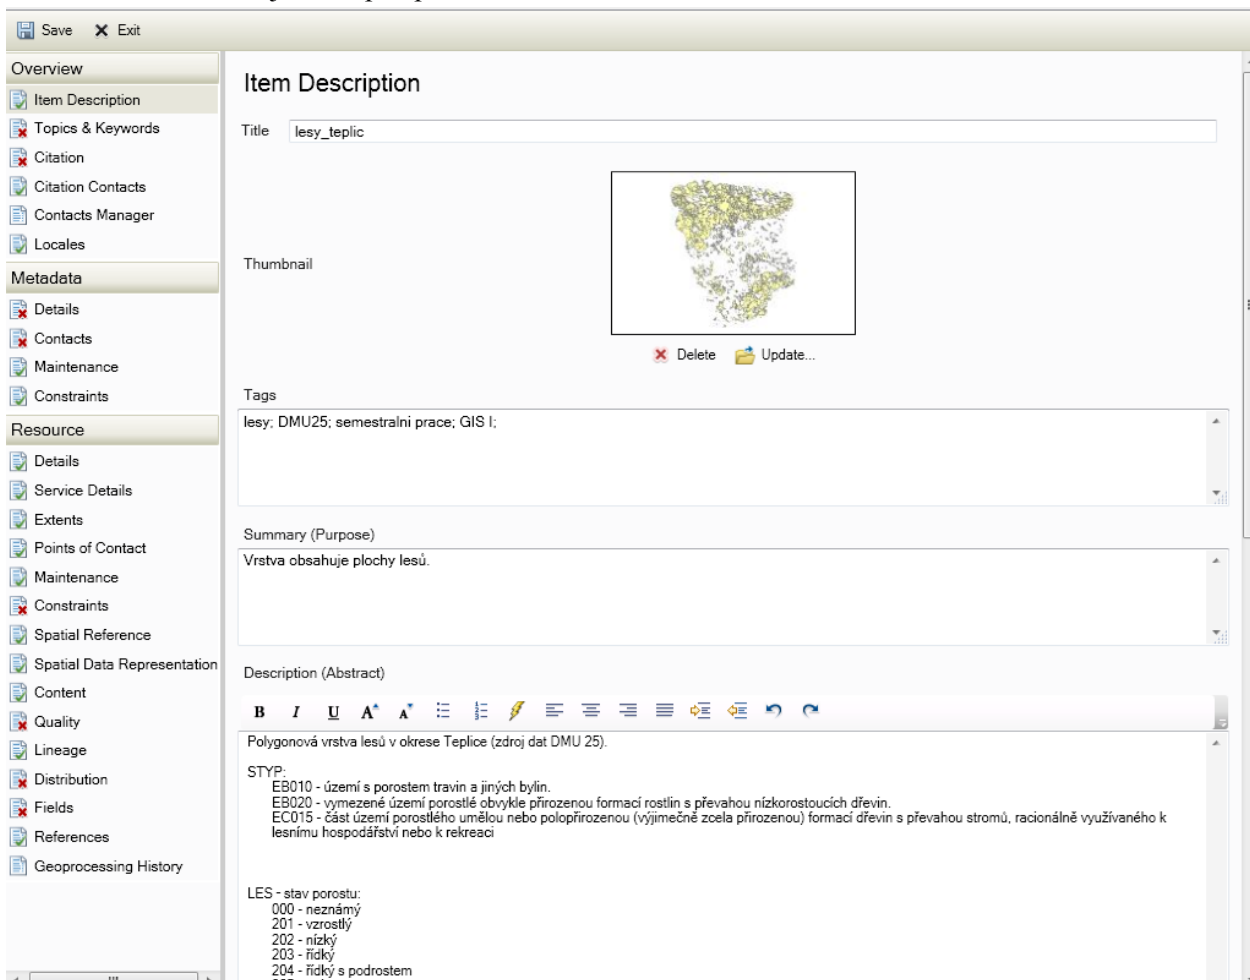 Save Exit
Overview
Item Description
Topics & Keywords
Citation
Citation Contacts
Contacts Manager
Locales
Metadata
Details
Contacts
Maintenance
Constraints
Resource
Details
Service Details
Extents
Points of Contact
Maintenance
Constraints
Spatial Reference
Spatial Data Representation
Content
Quality
Lineage
Distribution
Fields
References
Geoprocessing History
Item Description
Title lesy_teplic
Thumbnail
Delete Update...
Tags
lesy; DMU25; semestralni prace; GIS I;
Summary (Purpose)
Vrstva obsahuje plochy lesů.
Description (Abstract)
B I U A A
Polygonová vrstva lesů v okrese Teplice (zdroj dat DMU 25).
STYP:
EB010 - území s porostem travin a jiných bylin.
EB020 - vymezené území porostlé obvykle přirozenou formací rostlin s převahou nízkorostoucích dřevin.
EC015 - část území porostlého umělou nebo polopřirozenou (výjimečně zcela přirozenou) formací dřevin s převahou stromů, racionálně využívaného k
lesnímu hospodářství nebo k rekreaci
LES - stav porostu:
000 - neznámý
201 - vzrostlý
202 - nízký
203 - řídký
204 - řídký s podrostem